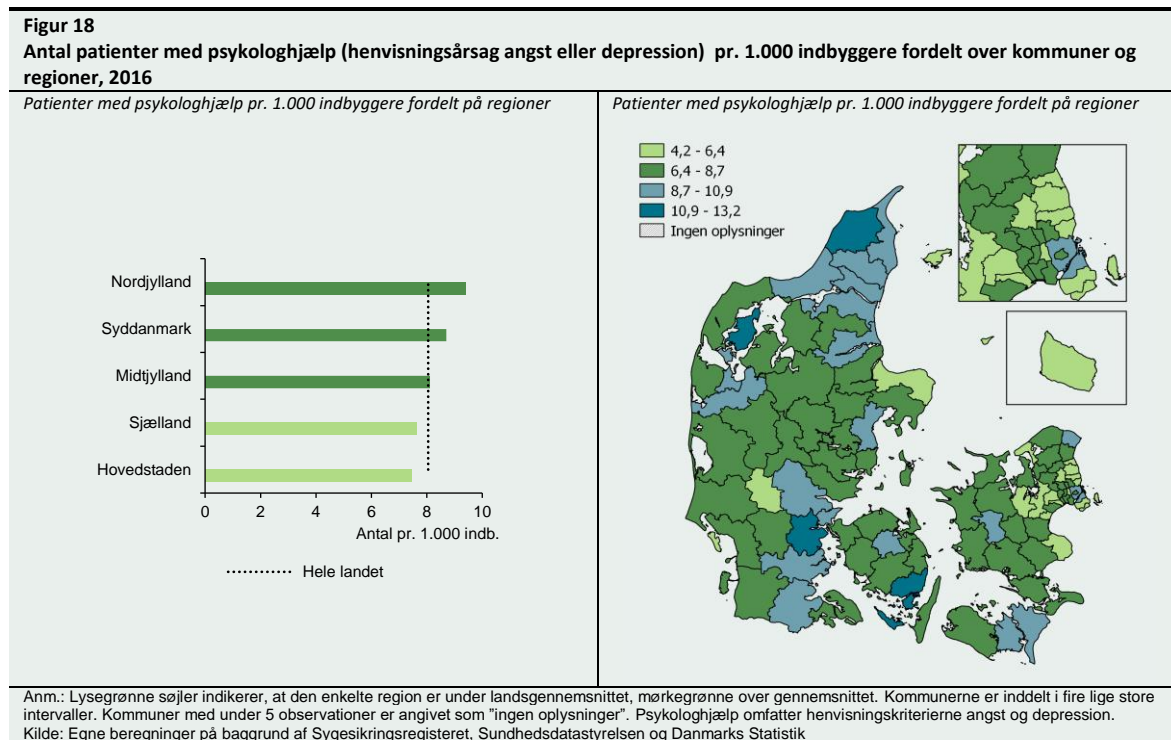 Figur 18
Antal patienter med psykologhjælp (henvisningsårsag angst eller depression)  pr. 1.000 indbyggere fordelt over kommuner og
regioner, 2016
Patienter med psykologhjælp pr. 1.000 indbyggere fordelt på regioner
Nordjylland
Syddanmark
Midtjylland
Sjælland
Hovedstaden
0 2 4 6 8 10
Antal pr. 1.000 indb.
Hele landet
Patienter med psykologhjælp pr. 1.000 indbyggere fordelt på regioner
4,2 - 6,4
6,4 - 8,7
8,7 - 10,9
10,9 - 13,2
Ingen oplysninger
Anm.: Lysegrønne søjler indikerer, at den enkelte region er under landsgennemsnittet, mørkegrønne over gennemsnittet. Kommunerne er inddelt i fire lige store
intervaller. Kommuner med under 5 observationer er angivet som ”ingen oplysninger”. Psykologhjælp omfatter henvisningskriterierne angst og depression.
Kilde: Egne beregninger på baggrund af Sygesikringsregisteret, Sundhedsdatastyrelsen og Danmarks Statistik